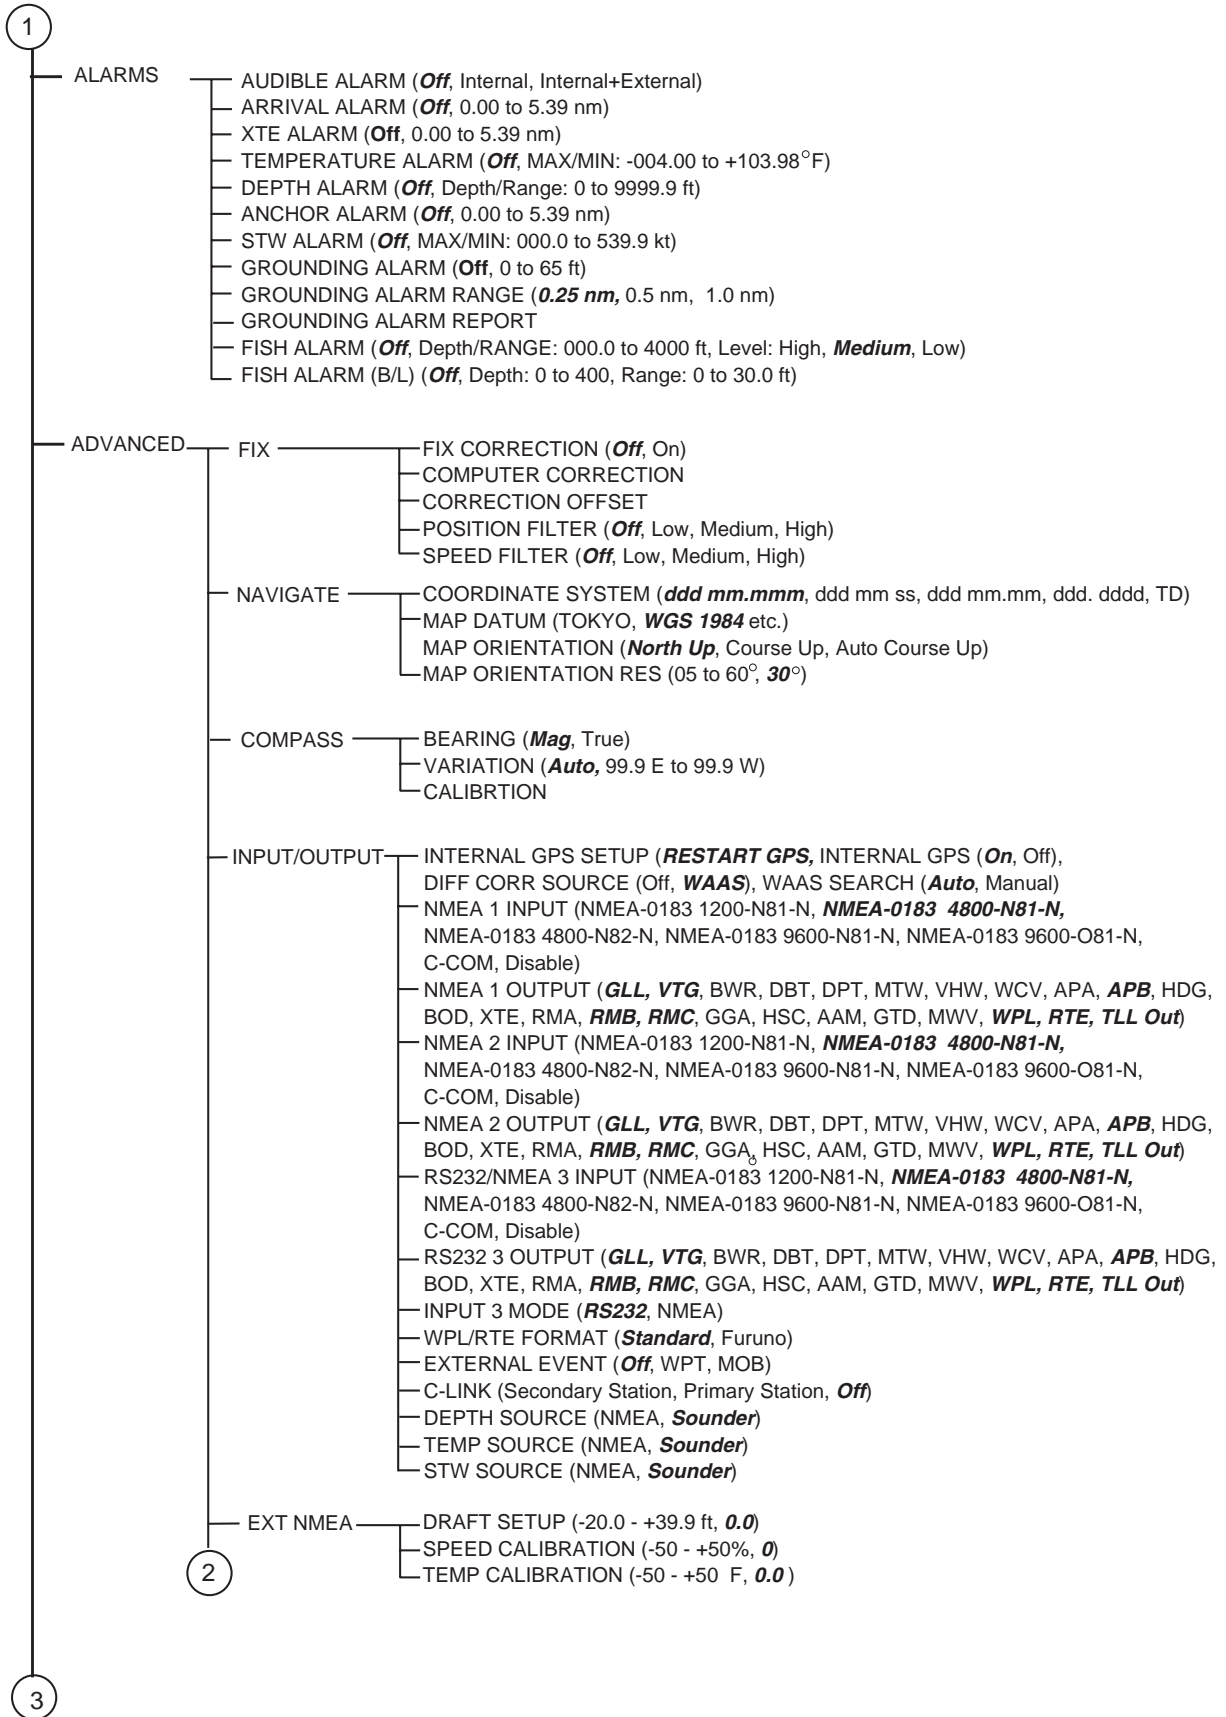 1
ALARMS
AUDIBLE ALARM (Off, Internal, Internal+External)
ARRIVAL ALARM (Off, 0.00 to 5.39 nm)
XTE ALARM (Off, 0.00 to 5.39 nm)
TEMPERATURE ALARM (Off, MAX/MIN: -004.00 to +103.98°F)
DEPTH ALARM (Off, Depth/Range: 0 to 9999.9 ft)
ANCHOR ALARM (Off, 0.00 to 5.39 nm)
STW ALARM (Off, MAX/MIN: 000.0 to 539.9 kt)
GROUNDING ALARM (Off, 0 to 65 ft)
GROUNDING ALARM RANGE (0.25 nm, 0.5 nm, 1.0 nm)
GROUNDING ALARM REPORT
FISH ALARM (Off, Depth/RANGE: 000.0 to 4000 ft, Level: High, Medium, Low)
FISH ALARM (B/L) (Off, Depth: 0 to 400, Range: 0 to 30.0 ft)
ADVANCED
FIX
FIX CORRECTION (Off, On)
COMPUTER CORRECTION
CORRECTION OFFSET
POSITION FILTER (Off, Low, Medium, High)
SPEED FILTER (Off, Low, Medium, High)
NAVIGATE
COORDINATE SYSTEM (ddd mm.mmm, ddd mm ss, ddd mm.mm, ddd. dddd, TD)
MAP DATUM (TOKYO, WGS 1984 etc.)
MAP ORIENTATION (North Up, Course Up, Auto Course Up)
MAP ORIENTATION RES (05 to 60°, 30°)
COMPASS
BEARING (Mag, True)
VARIATION (Auto, 99.9 E to 99.9 W)
CALIBRTION
INPUT/OUTPUT
INTERNAL GPS SETUP (RESTART GPS, INTERNAL GPS (On, Off),
DIFF CORR SOURCE (Off, WAAS), WAAS SEARCH (Auto, Manual)
NMEA 1 INPUT (NMEA-0183 1200-N81-N, NMEA-0183 4800-N81-N,
NMEA-0183 4800-N82-N, NMEA-0183 9600-N81-N, NMEA-0183 9600-O81-N,
C-COM, Disable)
NMEA 1 OUTPUT (GLL, VTG, BWR, DBT, DPT, MTW, VHW, WCV, APA, APB, HDG,
BOD, XTE, RMA, RMB, RMC, GGA, HSC, AAM, GTD, MWV, WPL, RTE, TLL Out)
NMEA 2 INPUT (NMEA-0183 1200-N81-N, NMEA-0183 4800-N81-N,
NMEA-0183 4800-N82-N, NMEA-0183 9600-N81-N, NMEA-0183 9600-O81-N,
C-COM, Disable)
NMEA 2 OUTPUT (GLL, VTG, BWR, DBT, DPT, MTW, VHW, WCV, APA, APB, HDG,
BOD, XTE, RMA, RMB, RMC, GGA, HSC, AAM, GTD, MWV, WPL, RTE, TLL Out)
RS232/NMEA 3 INPUT (NMEA-0183 1200-N81-N, NMEA-0183 4800-N81-N,
NMEA-0183 4800-N82-N, NMEA-0183 9600-N81-N, NMEA-0183 9600-O81-N,
C-COM, Disable)
RS232 3 OUTPUT (GLL, VTG, BWR, DBT, DPT, MTW, VHW, WCV, APA, APB, HDG,
BOD, XTE, RMA, RMB, RMC, GGA, HSC, AAM, GTD, MWV, WPL, RTE, TLL Out)
INPUT 3 MODE (RS232, NMEA)
WPL/RTE FORMAT (Standard, Furuno)
EXTERNAL EVENT (Off, WPT, MOB)
C-LINK (Secondary Station, Primary Station, Off)
DEPTH SOURCE (NMEA, Sounder)
TEMP SOURCE (NMEA, Sounder)
STW SOURCE (NMEA, Sounder)
EXT NMEA
DRAFT SETUP (-20.0 - +39.9 ft, 0.0)
SPEED CALIBRATION (-50 - +50%, 0)
TEMP CALIBRATION (-50 - +50 F, 0.0 )
2
3